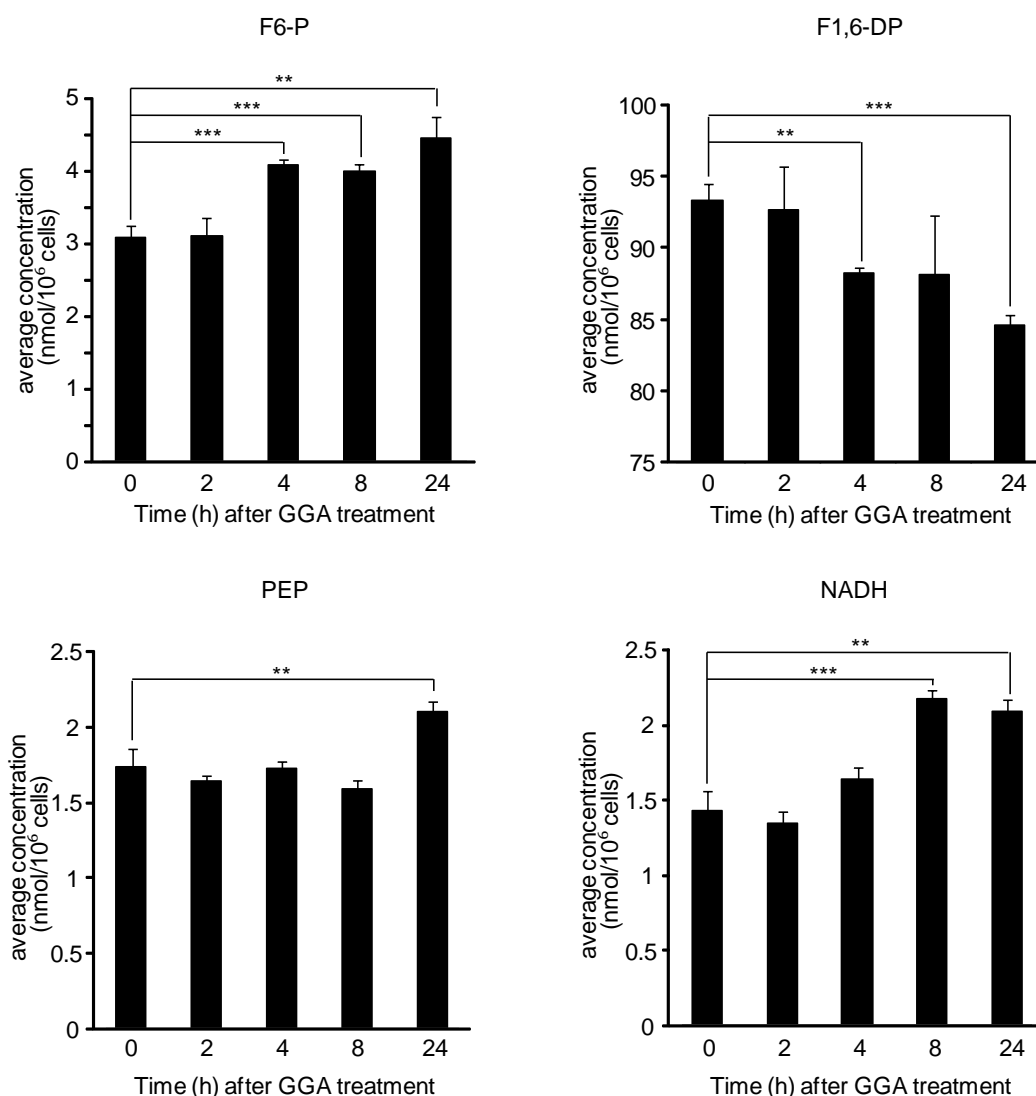 F6-P
average concentration
(nmol/10⁶ cells)
5
4
3
2
1
0
**
***
***
0 2 4 8 24
Time (h) after GGA treatment
F1,6-DP
average concentration
(nmol/10⁶ cells)
100
95
90
85
80
75
***
**
0 2 4 8 24
Time (h) after GGA treatment
PEP
average concentration
(nmol/10⁶ cells)
2.5
2
1.5
1
0.5
0
**
0 2 4 8 24
Time (h) after GGA treatment
NADH
average concentration
(nmol/10⁶ cells)
2.5
2
1.5
1
0.5
0
**
***
0 2 4 8 24
Time (h) after GGA treatment